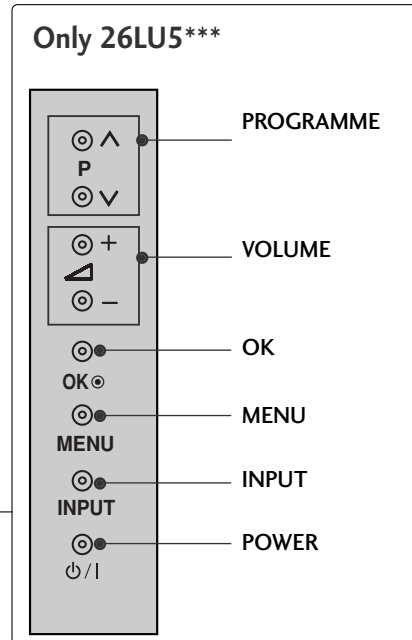 Only 26LU5***
PROGRAMME
P
VOLUME
+
−
OK
OK
MENU
MENU
INPUT
INPUT
POWER
⏻/I